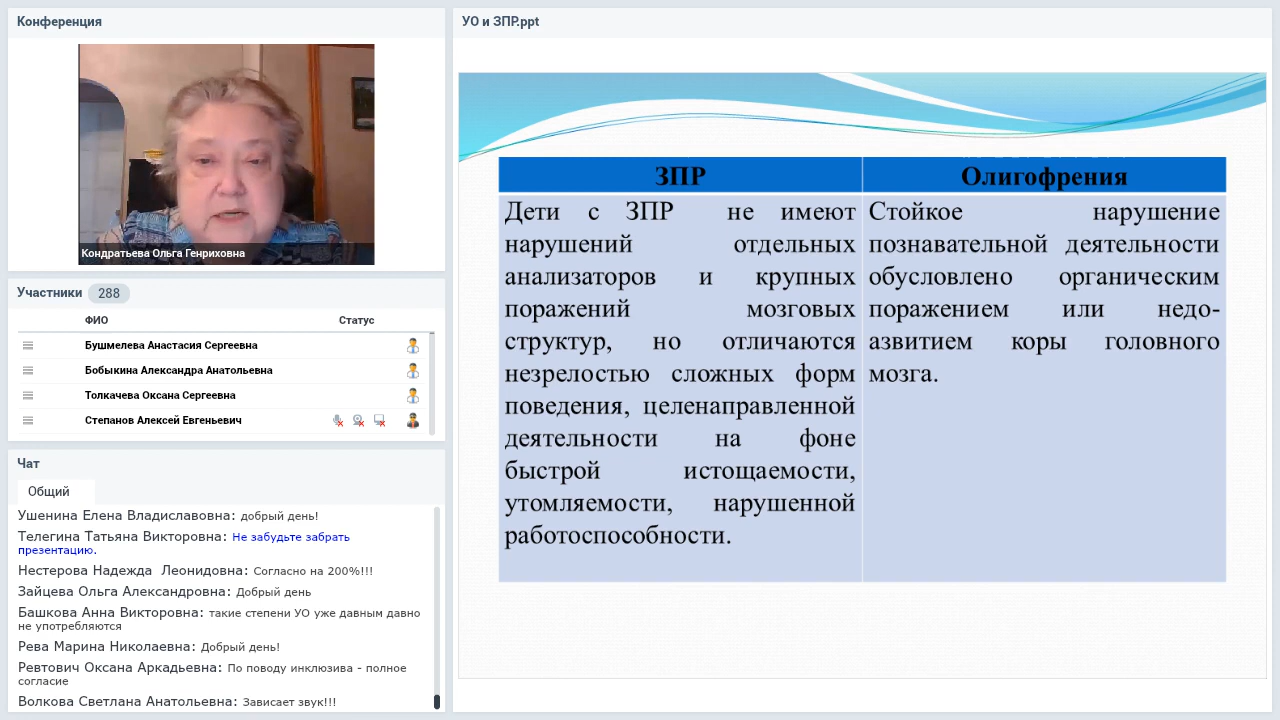 Конференция
Кондратьева Ольга Генриховна
Участники 288
ФИО Статус
Бушмелева Анастасия Сергеевна
Бобыкина Александра Анатольевна
Толкачева Оксана Сергеевна
Степанов Алексей Евгеньевич
Чат
Общий
Ушенина Елена Владиславовна: добрый день!
Телегина Татьяна Викторовна: Не забудьте забрать
презентацию.
Нестерова Надежда Леонидовна: Согласно на 200%!!!
Зайцева Ольга Александровна: Добрый день
Башкова Анна Викторовна: такие степени УО уже давным давно
не употребляются
Рева Марина Николаевна: Добрый день!
Ревтович Оксана Аркадьевна: По поводу инклюзива - полное
согласие
Волкова Светлана Анатольевна: Зависает звук!!!
УО и ЗПР.ppt
ЗПР
Дети с ЗПР не имеют
нарушений отдельных
анализаторов и крупных
поражений мозговых
структур, но отличаются
незрелостью сложных форм
поведения, целенаправленной
деятельности на фоне
быстрой истощаемости,
утомляемости, нарушенной
работоспособности.
Олигофрения
Стойкое нарушение
познавательной деятельности
обусловлено органическим
поражением или недо-
азвитием коры головного
мозга.